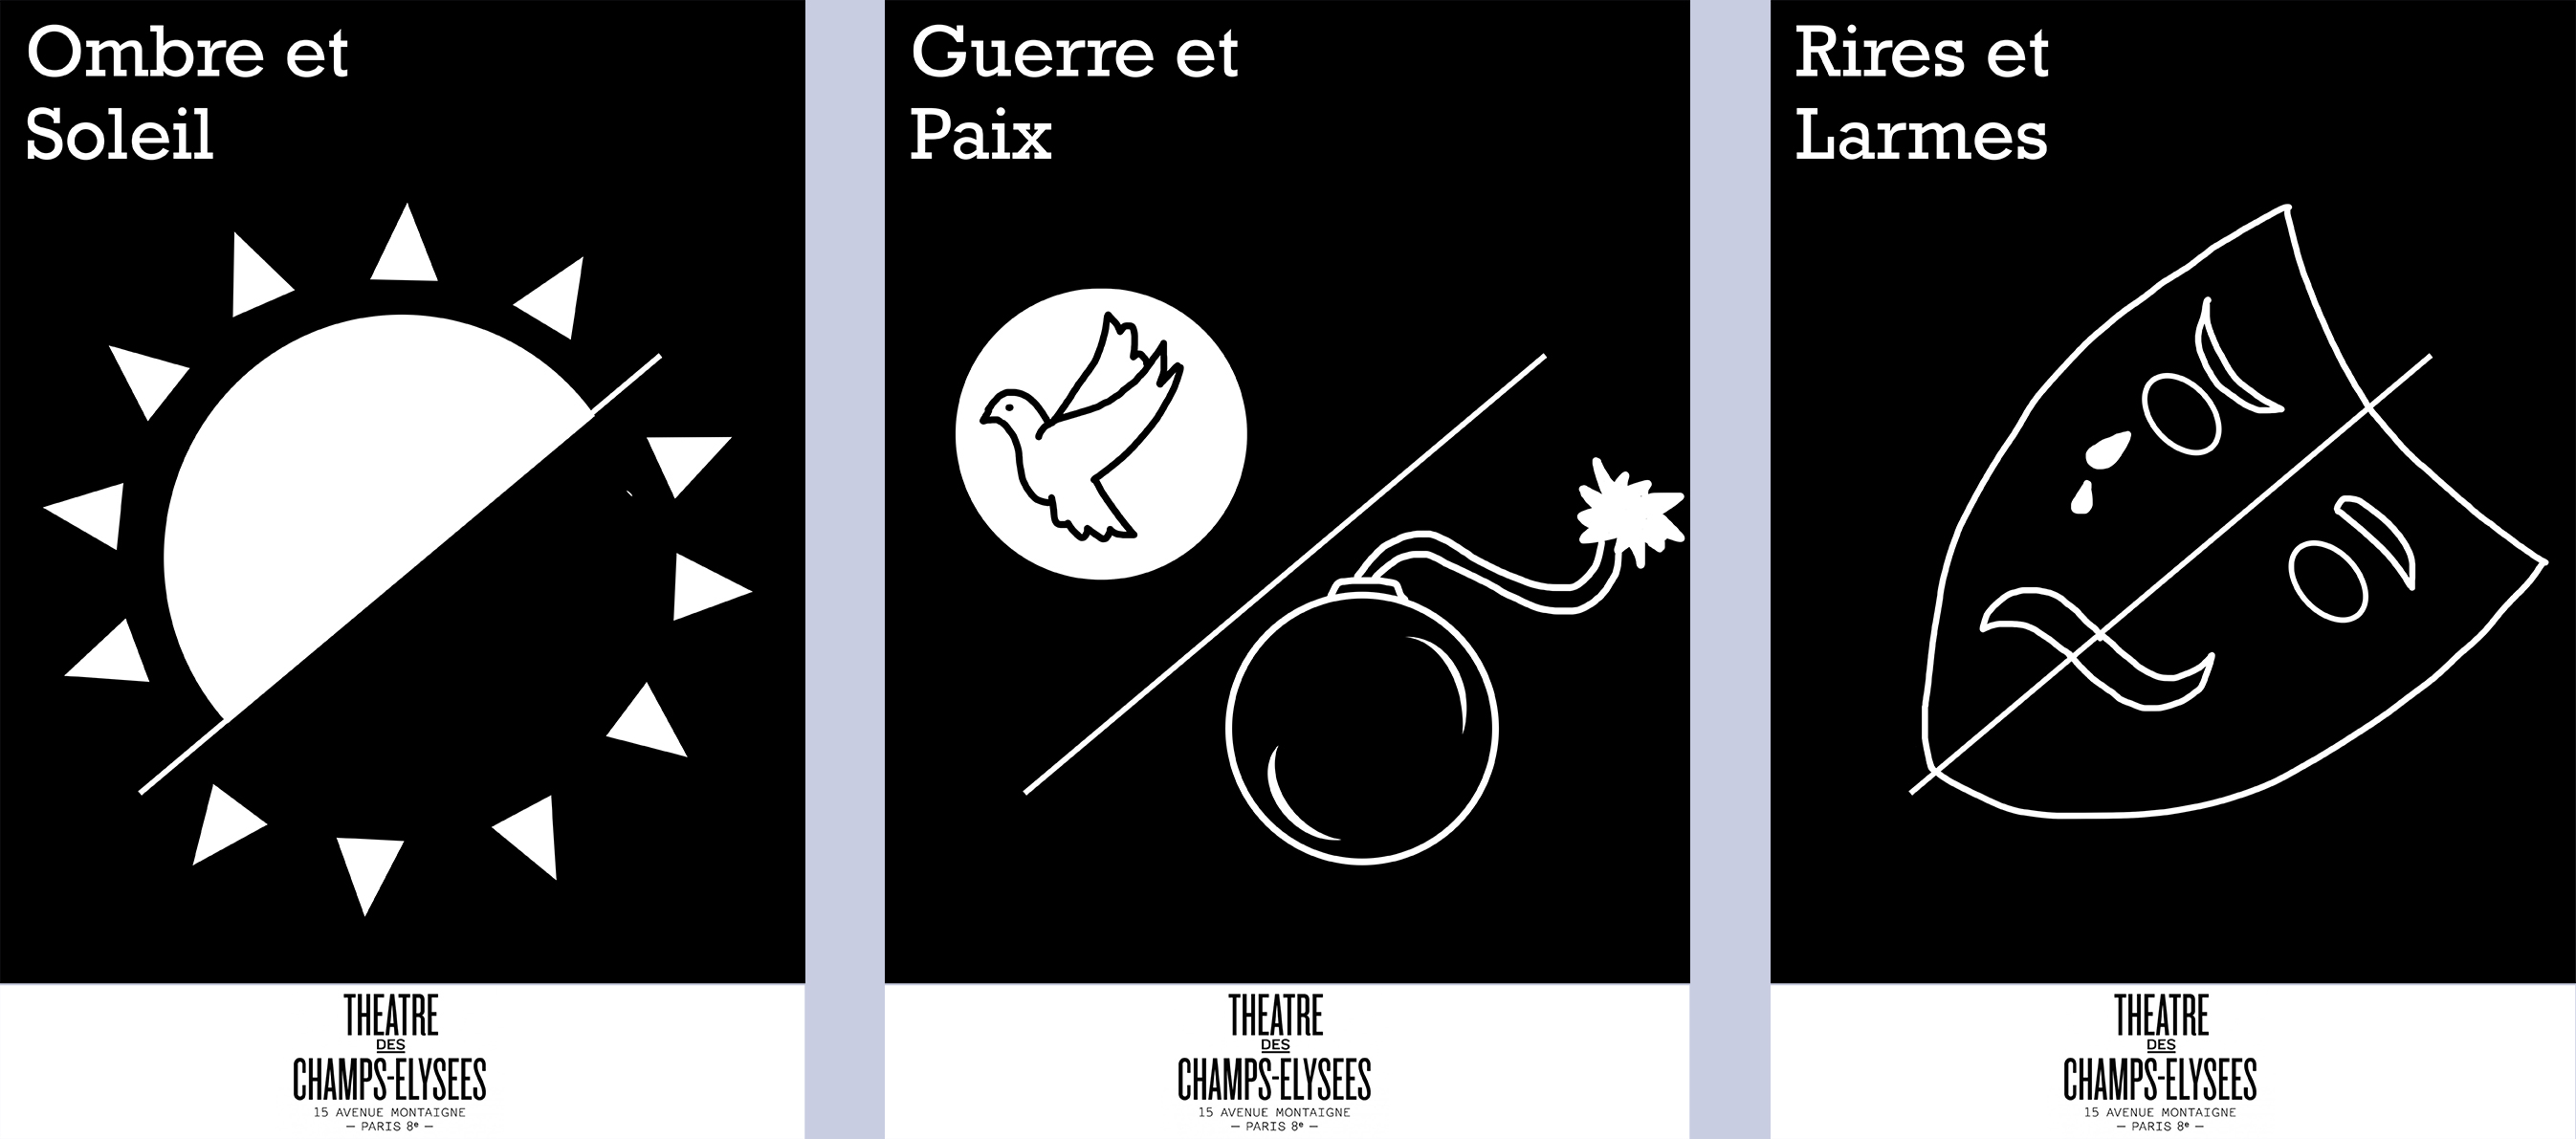 Ombre et
Soleil
THEATRE
DES
CHAMPS-ELYSEES
15 AVENUE MONTAIGNE
— PARIS 8e —
Guerre et
Paix
THEATRE
DES
CHAMPS-ELYSEES
15 AVENUE MONTAIGNE
— PARIS 8e —
Rires et
Larmes
THEATRE
DES
CHAMPS-ELYSEES
15 AVENUE MONTAIGNE
— PARIS 8e —